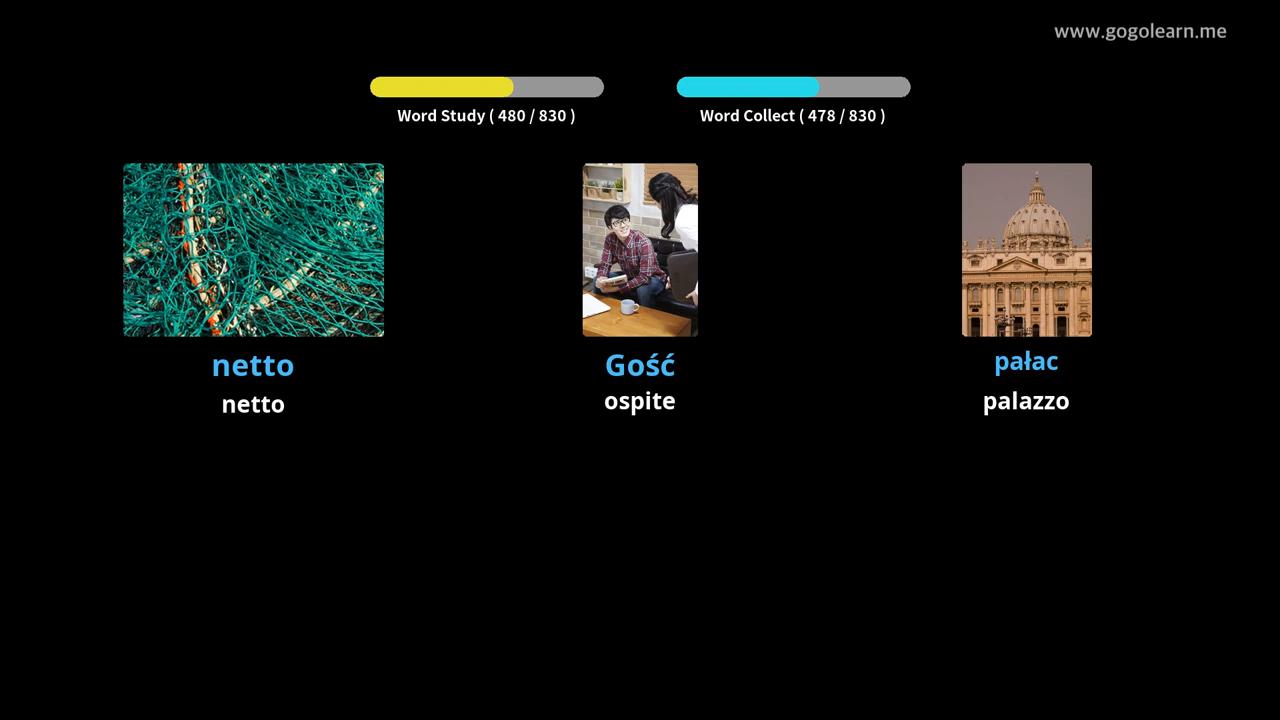 www.gogolearn.me
Word Study ( 480 / 830 )
Word Collect ( 478 / 830 )
netto
netto
Gość
ospite
pałac
palazzo